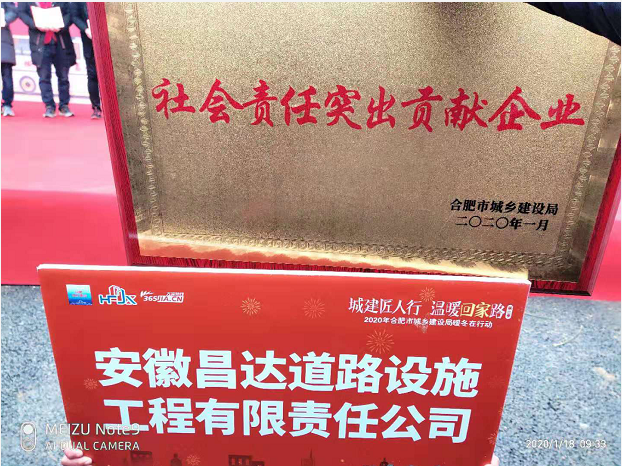 社会责任突出贡献企业
合肥市城乡建设局
二〇二〇年一月
365JIA.CN
城建匠人行 温暖回家路
2020年合肥市城乡建设局暖冬在行动
安徽昌达道路设施
工程有限责任公司
MEIZU NOTE9
AI DUAL CAMERA
2020/1/18 09:33